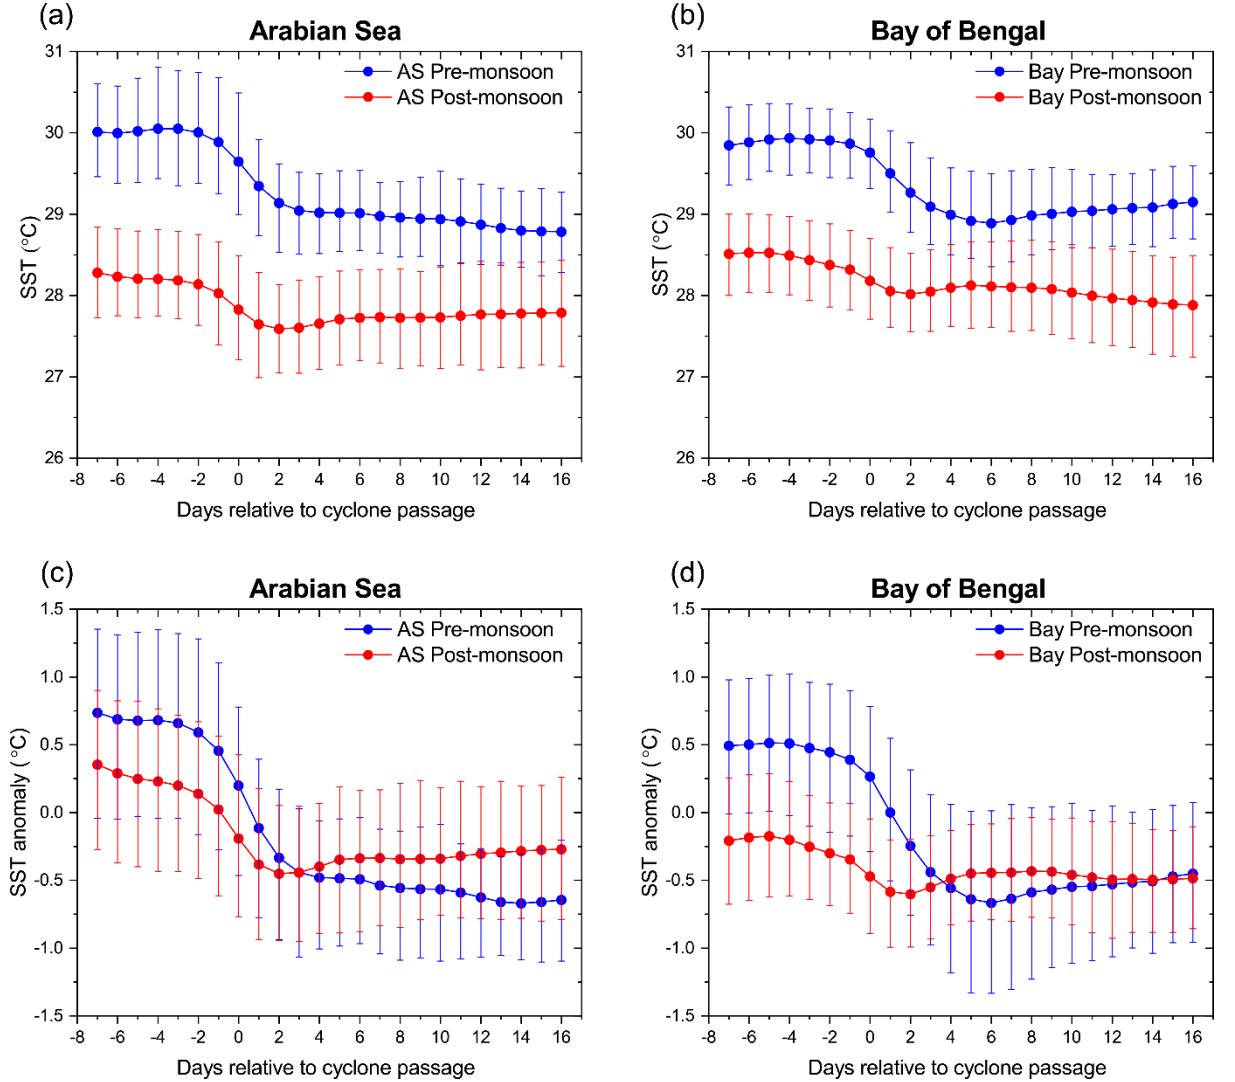 (a)
Arabian Sea
AS Pre-monsoon
AS Post-monsoon
SST (°C)
31
30
29
28
27
26
-8 -6 -4 -2 0 2 4 6 8 10 12 14 16
Days relative to cyclone passage
(b)
Bay of Bengal
Bay Pre-monsoon
Bay Post-monsoon
SST (°C)
31
30
29
28
27
26
-8 -6 -4 -2 0 2 4 6 8 10 12 14 16
Days relative to cyclone passage
(c)
Arabian Sea
AS Pre-monsoon
AS Post-monsoon
SST anomaly (°C)
1.5
1.0
0.5
0.0
-0.5
-1.0
-1.5
-8 -6 -4 -2 0 2 4 6 8 10 12 14 16
Days relative to cyclone passage
(d)
Bay of Bengal
Bay Pre-monsoon
Bay Post-monsoon
SST anomaly (°C)
1.5
1.0
0.5
0.0
-0.5
-1.0
-1.5
-8 -6 -4 -2 0 2 4 6 8 10 12 14 16
Days relative to cyclone passage